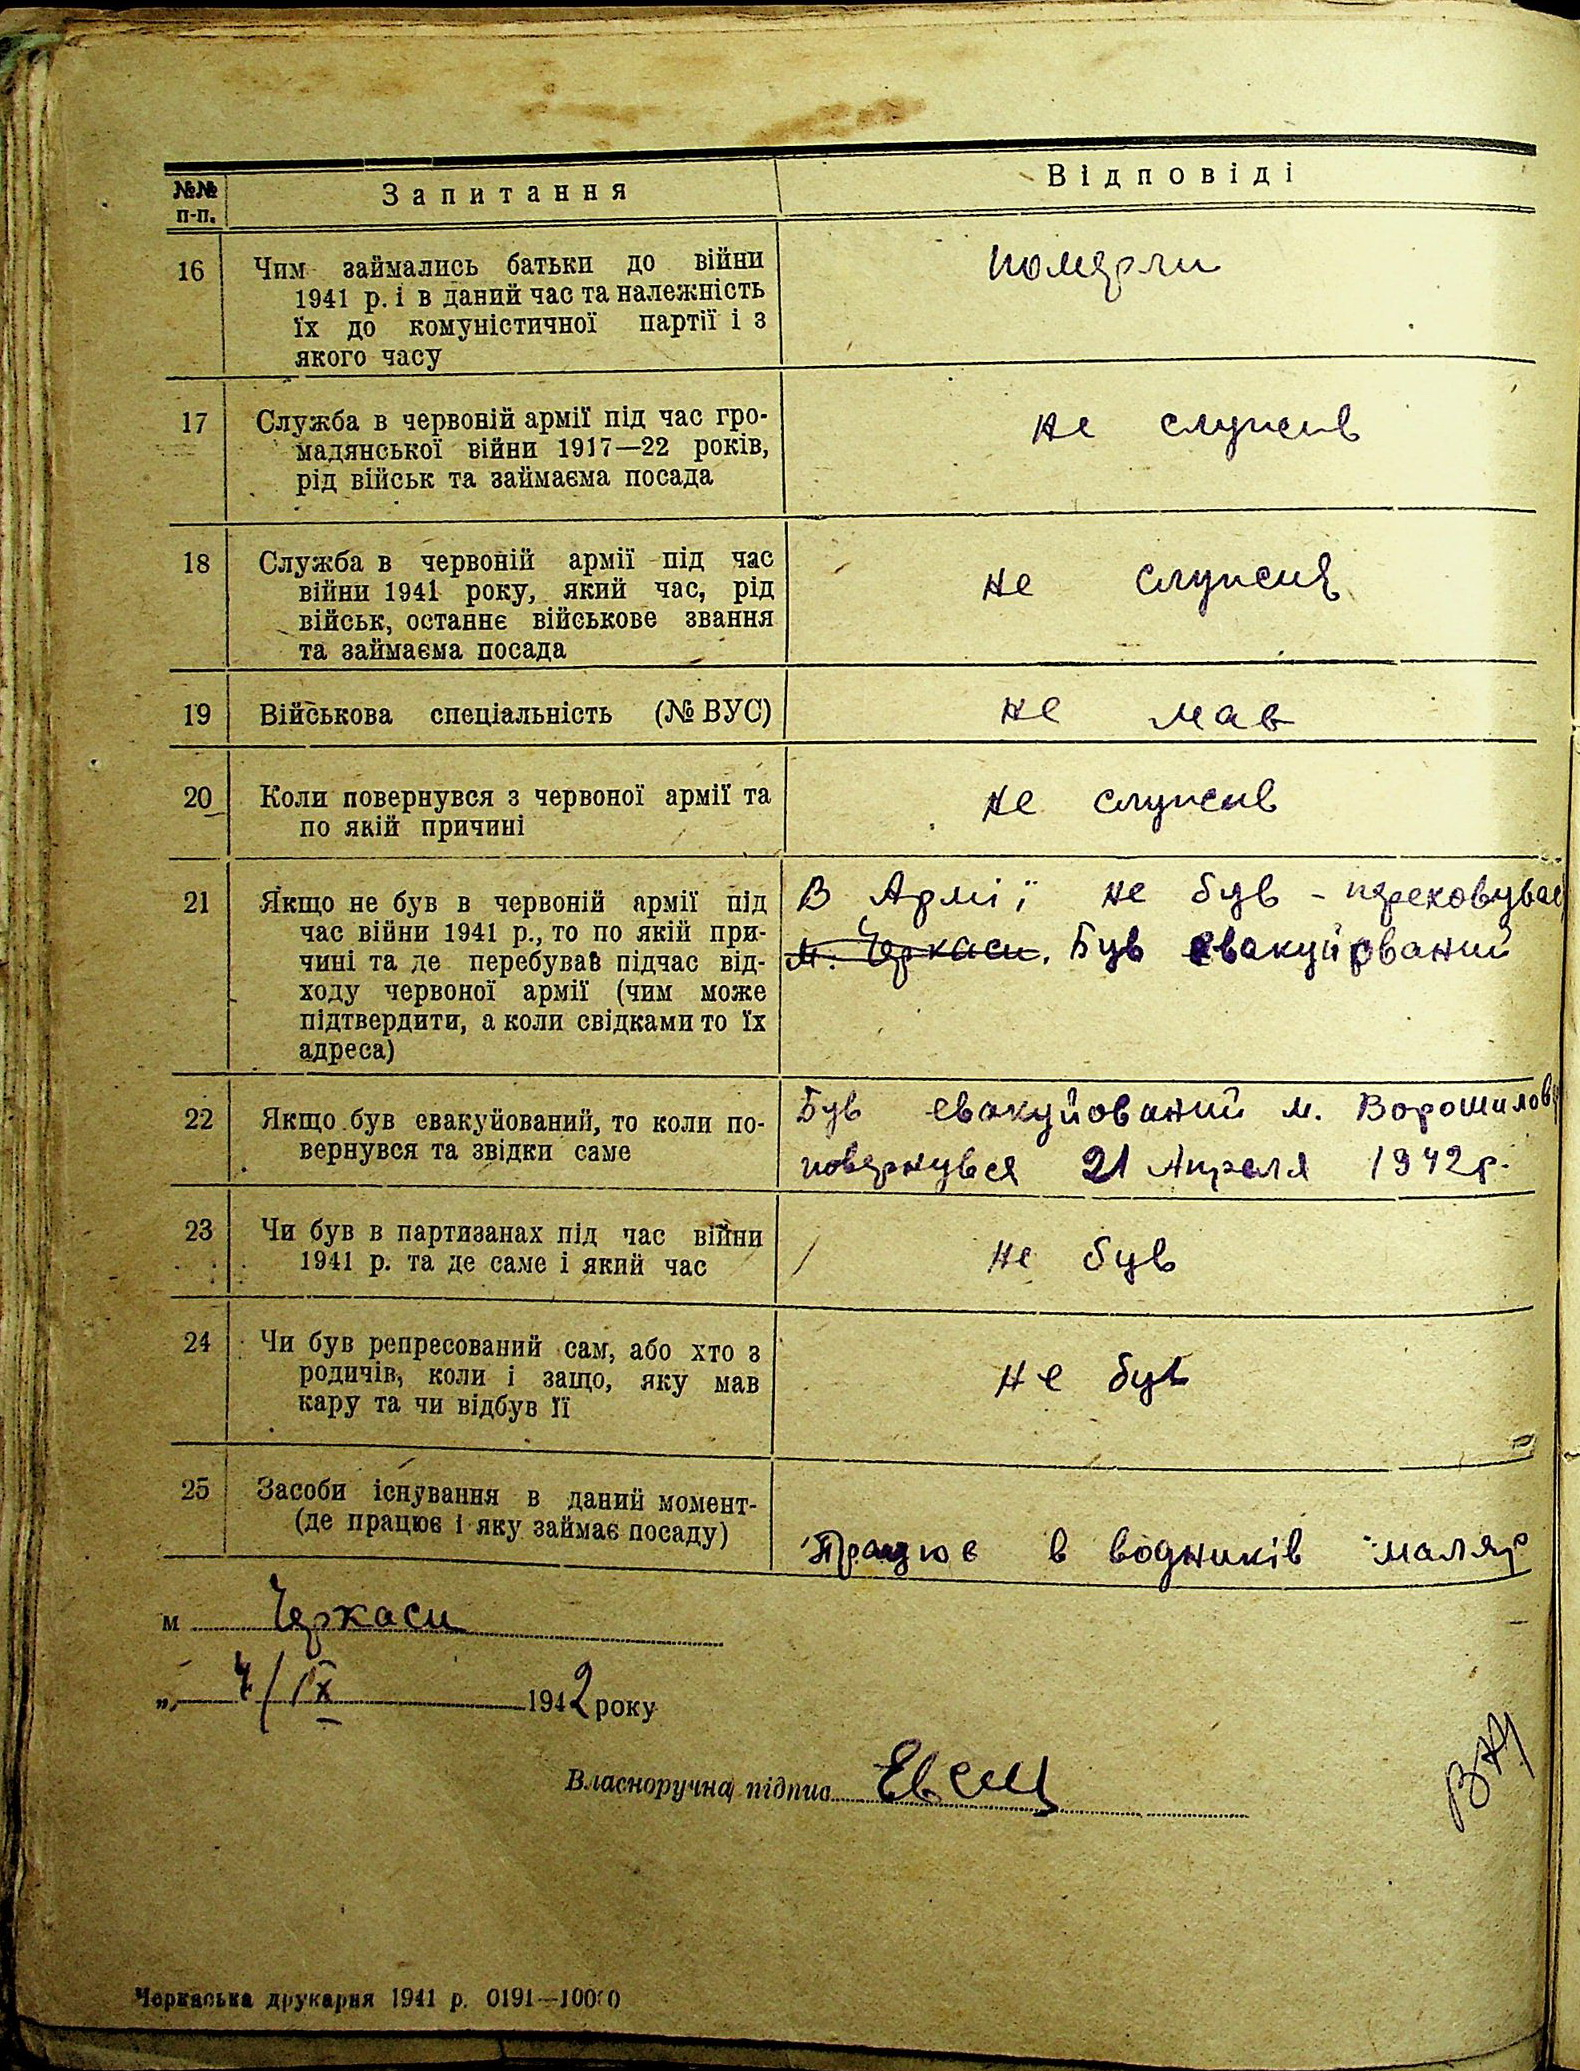 №№ п-п.
Запитання
Відповіді
16
Чим займались батьки до війни
1941 р. і в даний час та належність
їх до комуністичної партії і з
якого часу
померли
17
Служба в червоній армії під час гро-
мадянської війни 1917—22 років,
рід військ та займаєма посада
не служив
18
Служба в червоній армії під час
війни 1941 року, який час, рід
військ, останнє військове звання
та займаєма посада
не служив
19
Військова спеціальність (№ ВУС)
не мав
20
Коли повернувся з червоної армії та
по якій причині
не служив
21
Якщо не був в червоній армії під
час війни 1941 р., то по якій при-
чині та де перебував підчас від-
ходу червоної армії (чим може
підтвердити, а коли свідками то їх
адреса)
В Армії не був - переховував
м. Черкаси. Був евакуйрваний
22
Якщо був евакуйований, то коли по-
вернувся та звідки саме
Був евакуйований м. Ворошилов
повернувся 21 Апреля 1942 р.
23
Чи був в партизанах під час війни
1941 р. та де саме і який час
не був
24
Чи був репресований сам, або хто з
родичів, коли і защо, яку мав
кару та чи відбув її
не був
25
Засоби існування в даний момент-
(де працює і яку займає посаду)
Працює в водників маляр
м Черкаси
„ 4/IX 1942 року
Власноручна підпис
Черкаська друкарня 1941 р. 0191—10000